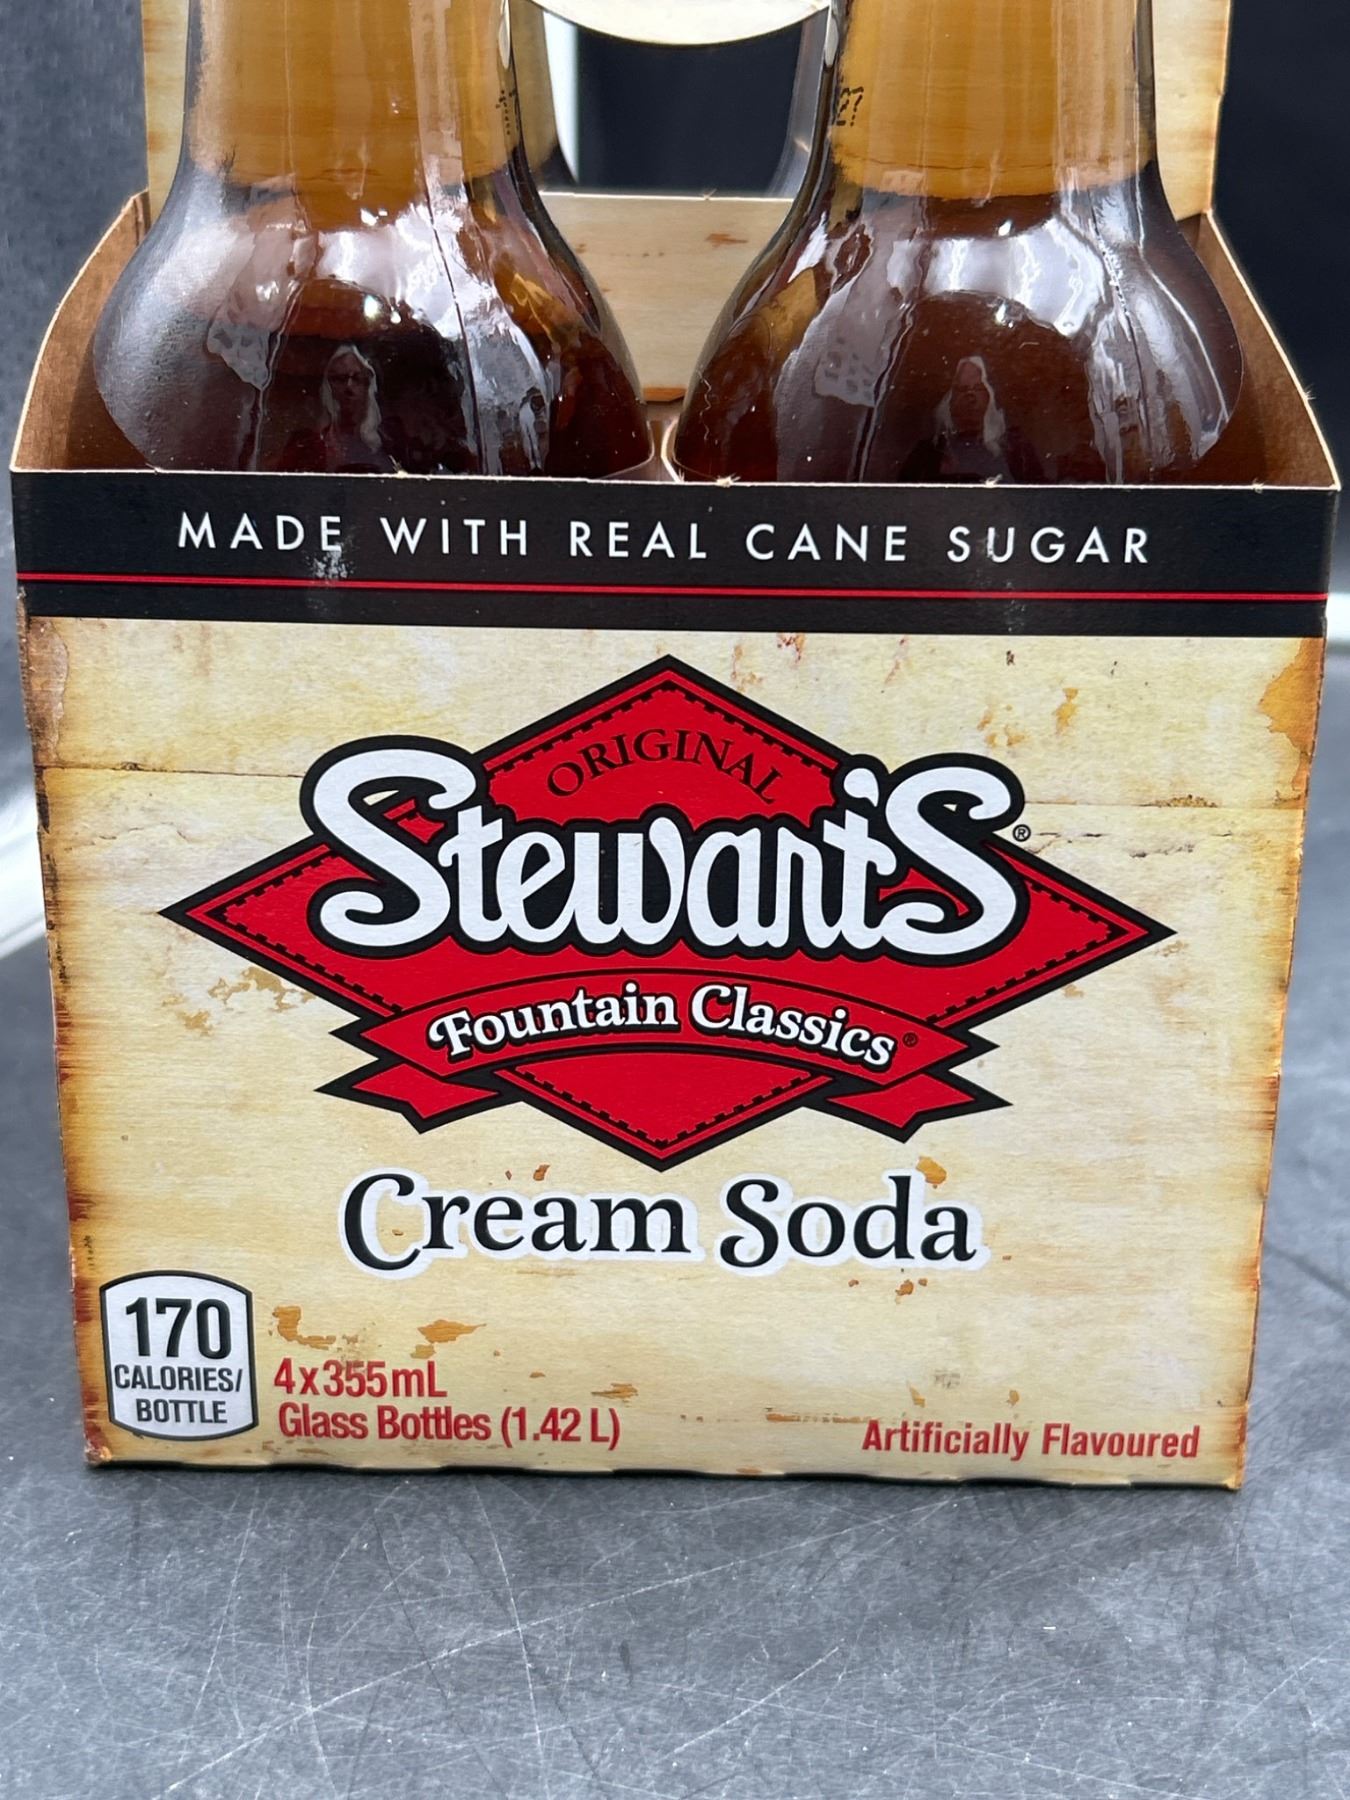 27
MADE WITH REAL CANE SUGAR
ORIGINAL
Stewart's®
Fountain Classics®
Cream Soda
170
CALORIES/
BOTTLE
4x355mL
Glass Bottles (1.42 L)
Artificially Flavoured